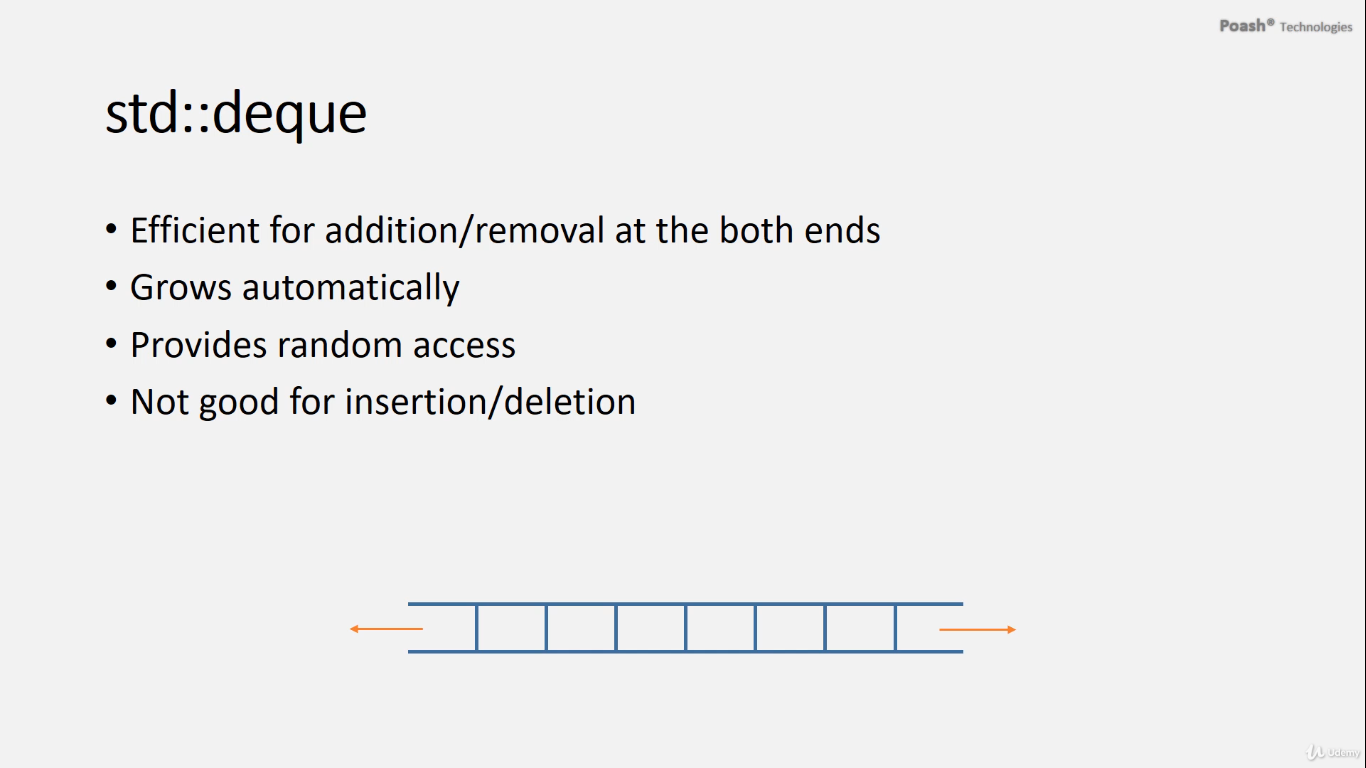 Poash® Technologies
std::deque
• Efficient for addition/removal at the both ends
• Grows automatically
• Provides random access
• Not good for insertion/deletion
Udemy